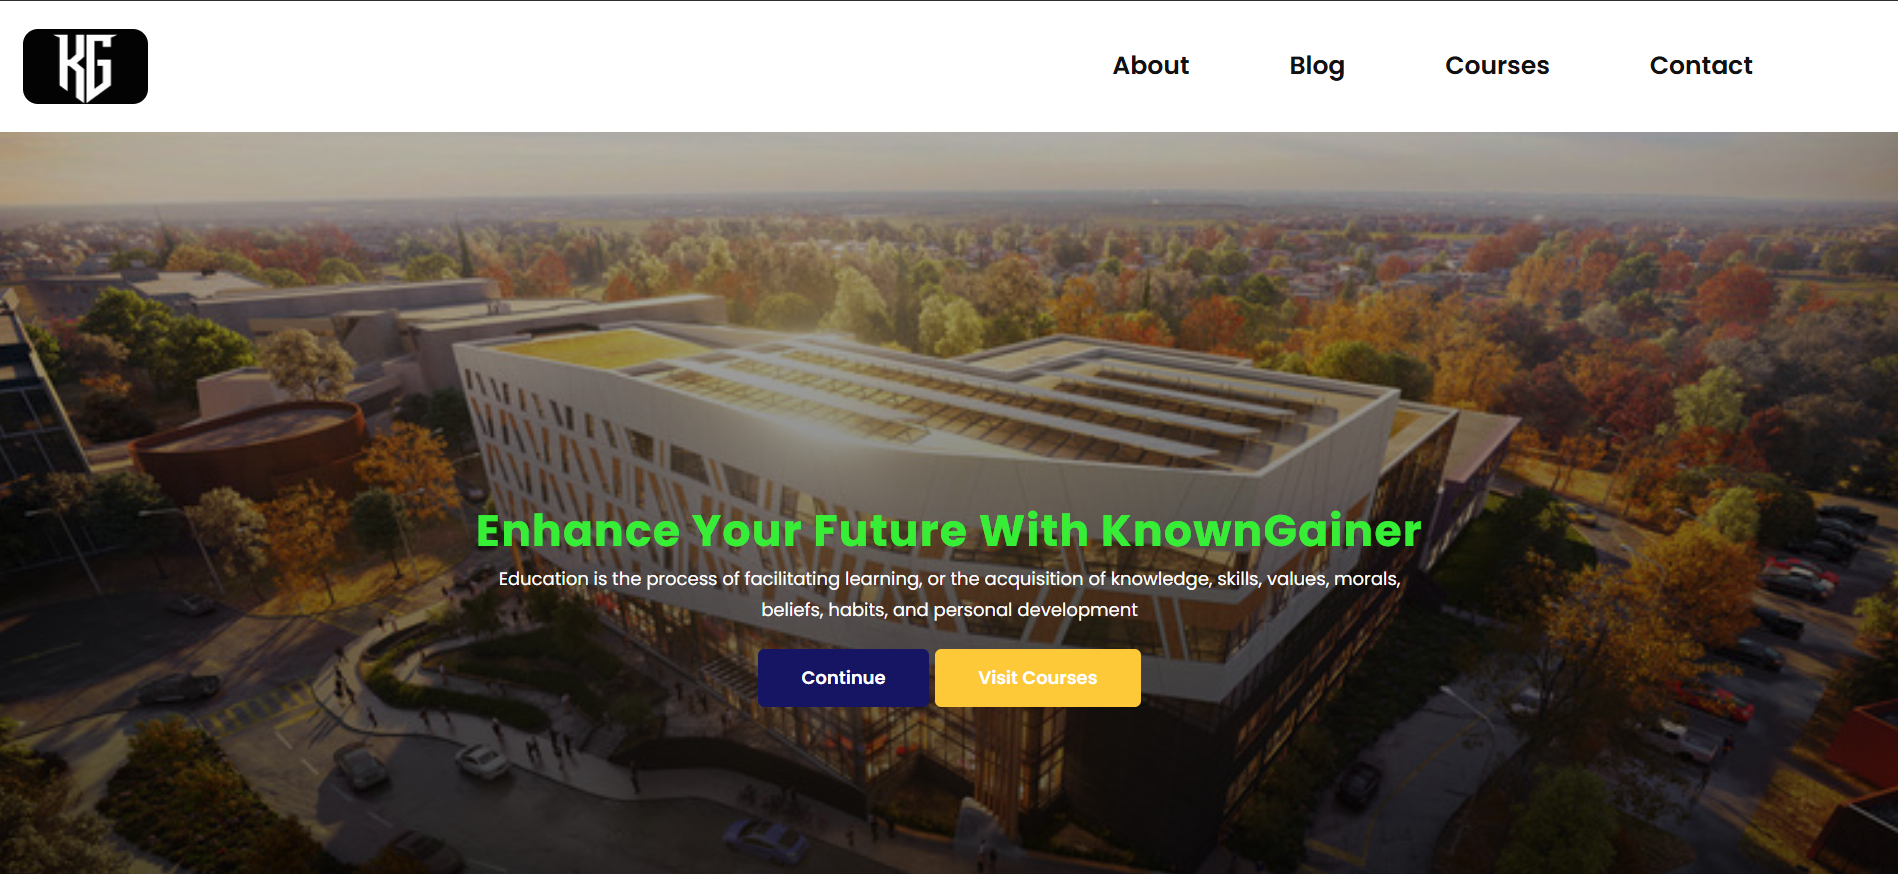 KG
About
Blog
Courses
Contact
Enhance Your Future With KnownGainer
Education is the process of facilitating learning, or the acquisition of knowledge, skills, values, morals,
beliefs, habits, and personal development
Continue
Visit Courses